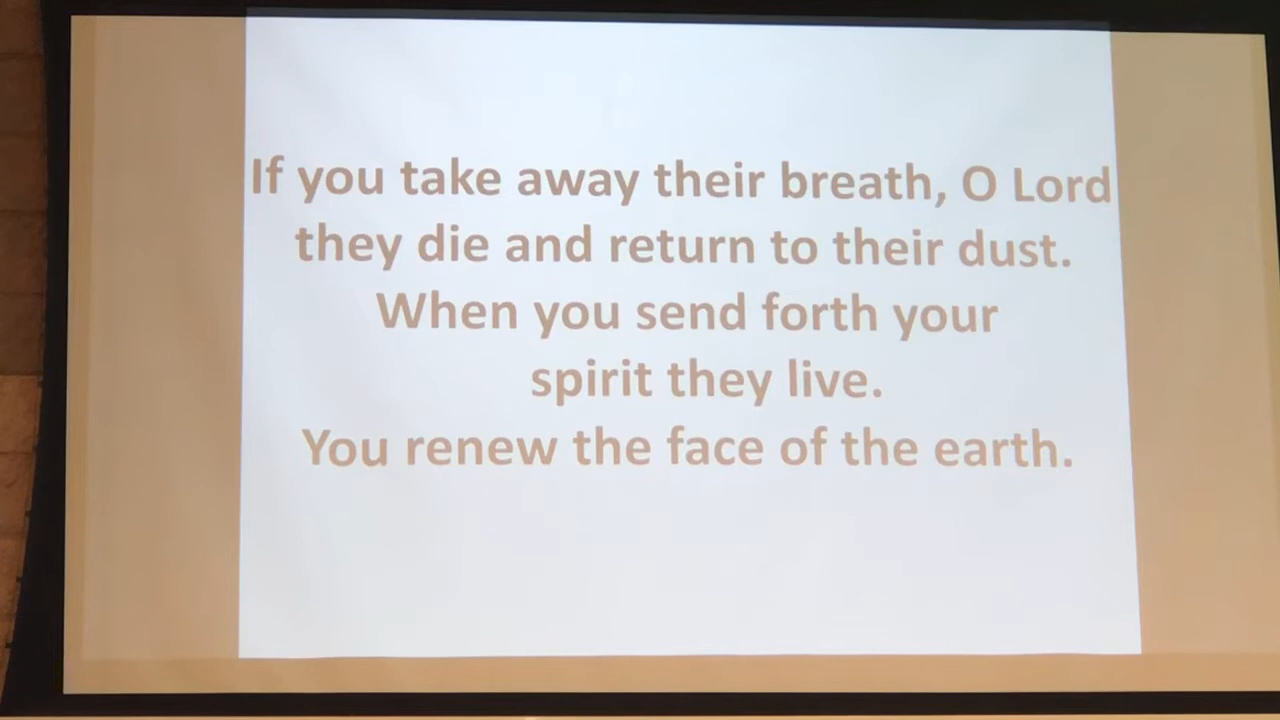 If you take away their breath, O Lord
they die and return to their dust.
When you send forth your
spirit they live.
You renew the face of the earth.